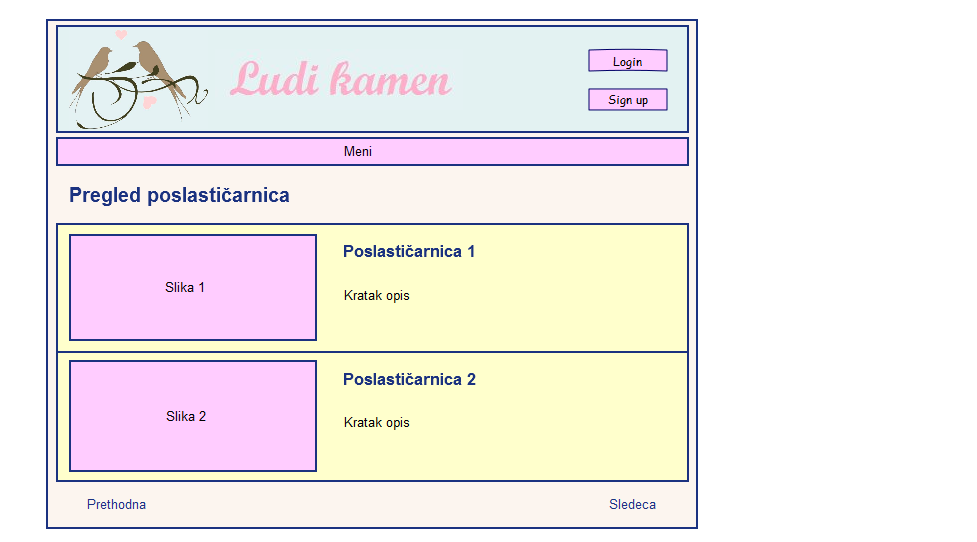 Ludi kamen
Login
Sign up
Meni
Pregled poslastičarnica
Slika 1
Poslastičarnica 1
Kratak opis
Slika 2
Poslastičarnica 2
Kratak opis
Prethodna
Sledeca